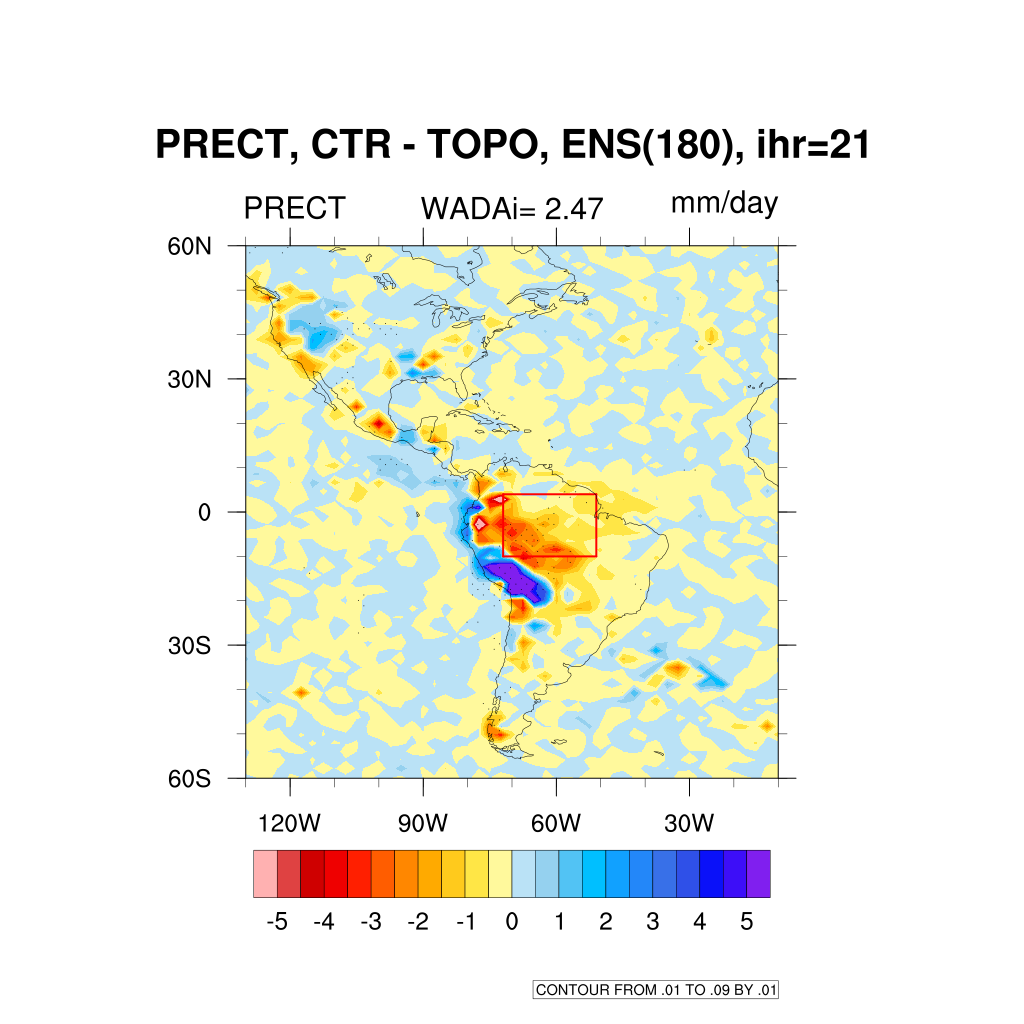 PRECT, CTR - TOPO, ENS(180), ihr=21
PRECT WADAi= 2.47 mm/day
60N
30N
0
30S
60S
120W 90W 60W 30W
-5 -4 -3 -2 -1 0 1 2 3 4 5
CONTOUR FROM .01 TO .09 BY .01